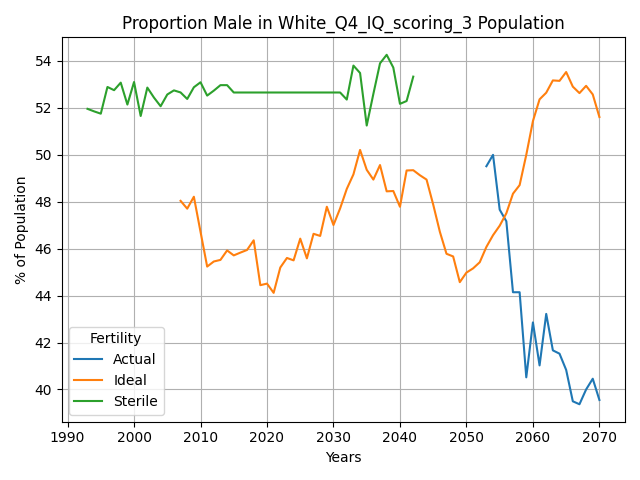 Proportion Male in White_Q4_IQ_scoring_3 Population
% of Population
54
52
50
48
46
44
42
40
Fertility
Actual
Ideal
Sterile
1990 2000 2010 2020 2030 2040 2050 2060 2070
Years